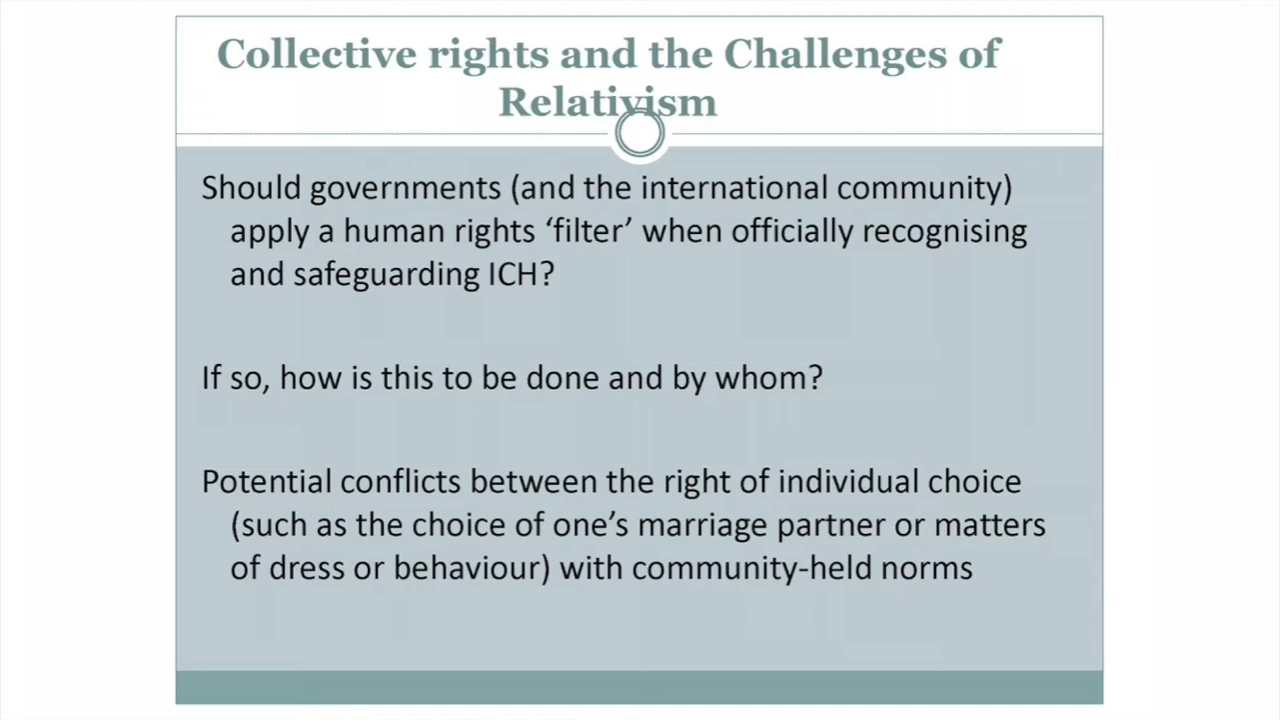 Collective rights and the Challenges of
Relativism
Should governments (and the international community)
apply a human rights ‘filter’ when officially recognising
and safeguarding ICH?
If so, how is this to be done and by whom?
Potential conflicts between the right of individual choice
(such as the choice of one’s marriage partner or matters
of dress or behaviour) with community-held norms